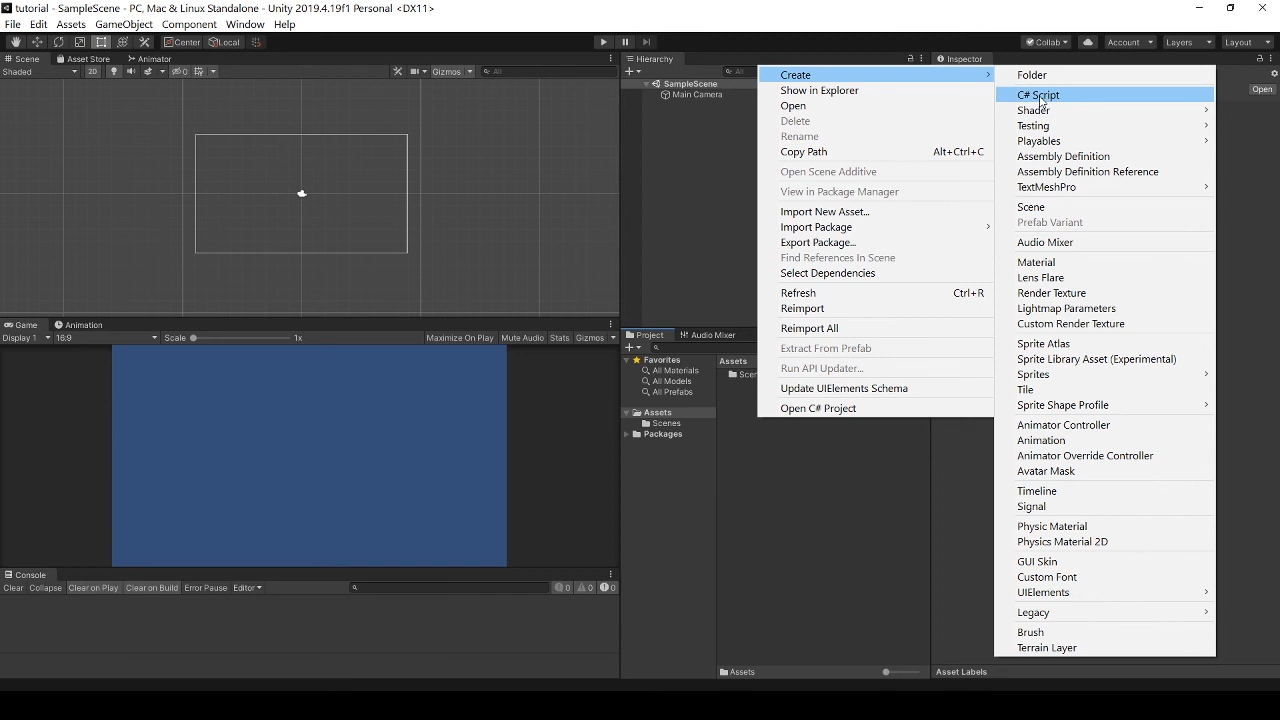 tutorial - SampleScene - PC, Mac & Linux Standalone - Unity 2019.4.19f1 Personal <DX11>
File Edit Assets GameObject Component Window Help
Center Local Collab Account Layers Layout
Scene Asset Store Animator
Shaded 2D 0 Gizmos All
Game Animation
Display 1 16:9 Scale 1x Maximize On Play Mute Audio Stats Gizmos
Console
Clear Collapse Clear on Play Clear on Build Error Pause Editor 0 0 0
Hierarchy
All
SampleScene
Main Camera
Project Audio Mixer
Favorites
All Materials
All Models
All Prefabs
Assets
Scenes
Packages
Assets
Scen
Assets
Inspector
Open
Asset Labels
Create
Show in Explorer
Open
Delete
Rename
Copy Path Alt+Ctrl+C
Open Scene Additive
View in Package Manager
Import New Asset...
Import Package
Export Package...
Find References In Scene
Select Dependencies
Refresh Ctrl+R
Reimport
Reimport All
Extract From Prefab
Run API Updater...
Update UIElements Schema
Open C# Project
Folder
C# Script
Shader
Testing
Playables
Assembly Definition
Assembly Definition Reference
TextMeshPro
Scene
Prefab Variant
Audio Mixer
Material
Lens Flare
Render Texture
Lightmap Parameters
Custom Render Texture
Sprite Atlas
Sprite Library Asset (Experimental)
Sprites
Tile
Sprite Shape Profile
Animator Controller
Animation
Animator Override Controller
Avatar Mask
Timeline
Signal
Physic Material
Physics Material 2D
GUI Skin
Custom Font
UIElements
Legacy
Brush
Terrain Layer